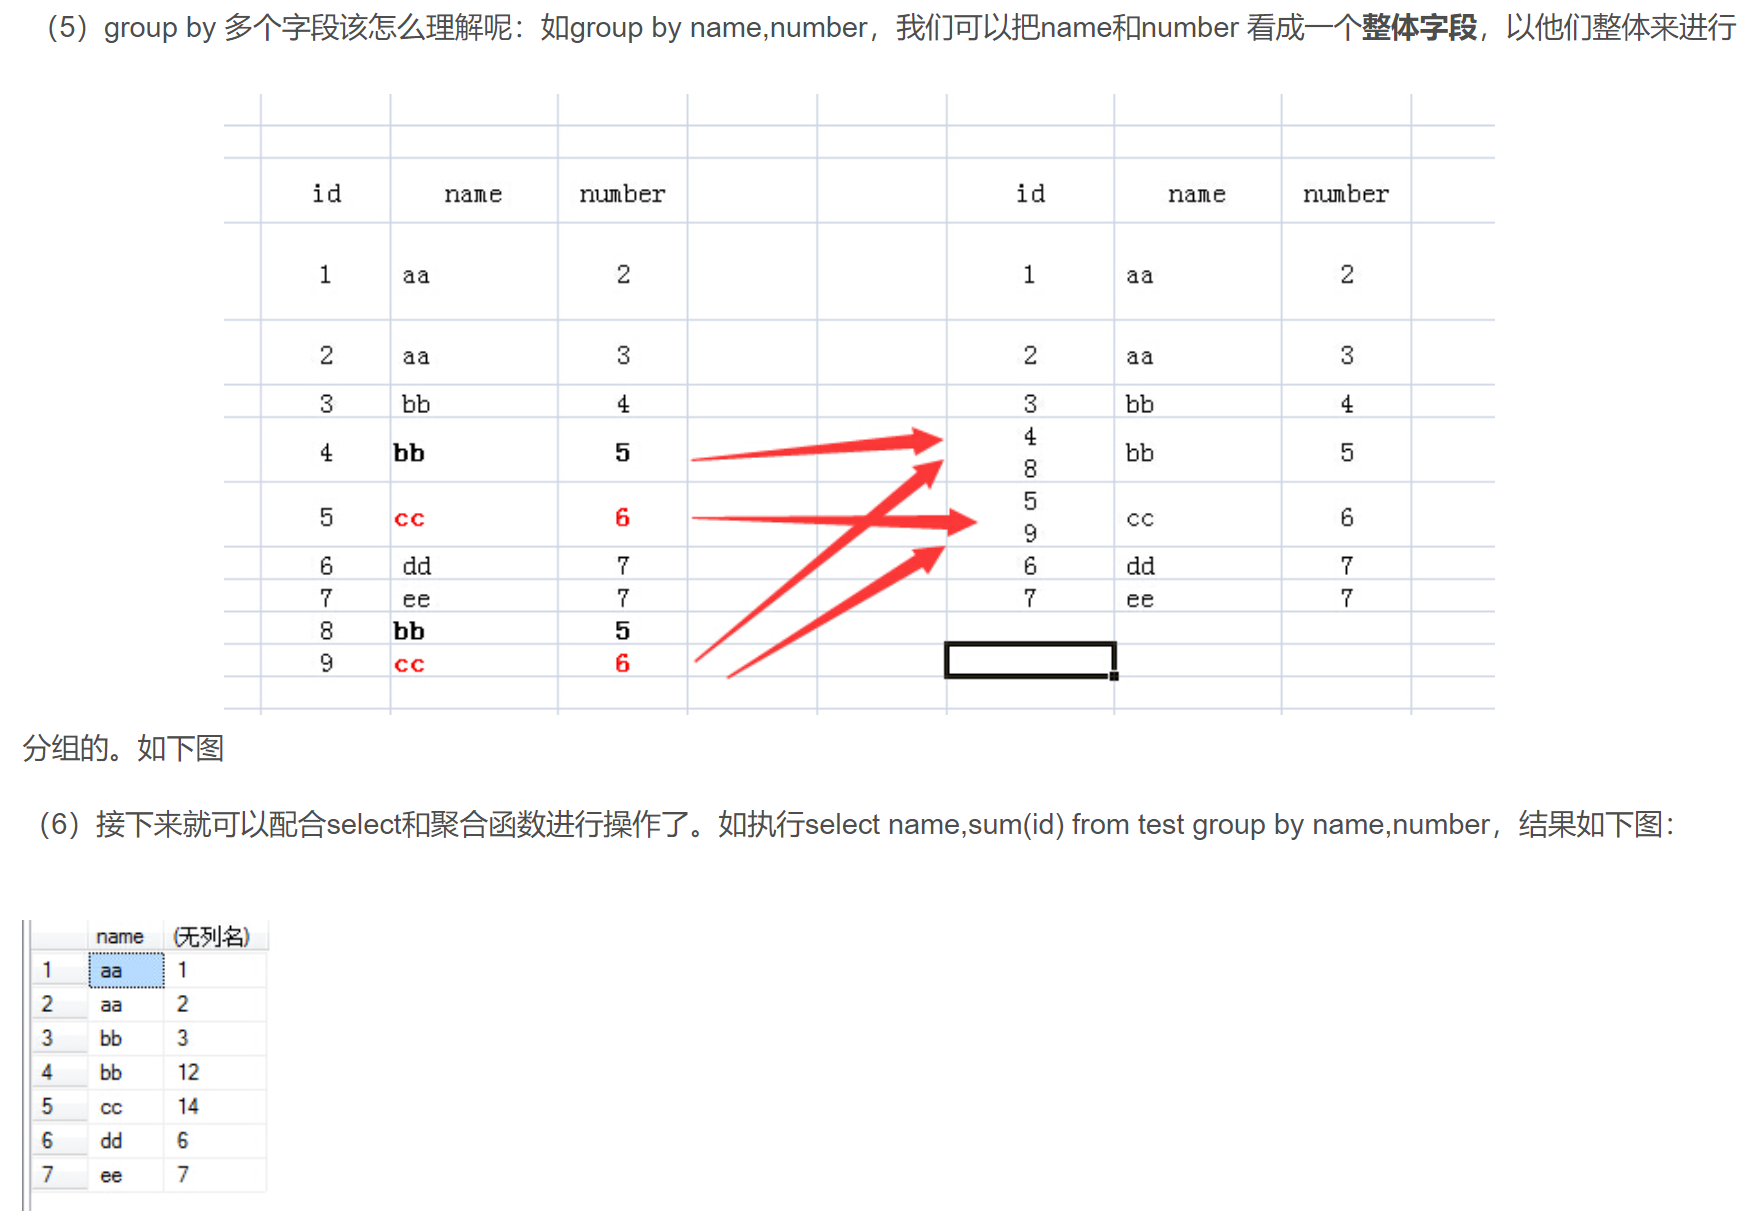 （5）group by 多个字段该怎么理解呢：如group by name,number，我们可以把name和number 看成一个整体字段，以他们整体来进行
id name number id name number
1 aa 2 1 aa 2
2 aa 3 2 aa 3
3 bb 4 3 bb 4
4 bb 5 4 8 bb 5
5 cc 6 5 9 cc 6
6 dd 7 6 dd 7
7 ee 7 7 ee 7
8 bb 5
9 cc 6
分组的。如下图
（6）接下来就可以配合select和聚合函数进行操作了。如执行select name,sum(id) from test group by name,number，结果如下图：
name (无列名)
1 aa 1
2 aa 2
3 bb 3
4 bb 12
5 cc 14
6 dd 6
7 ee 7